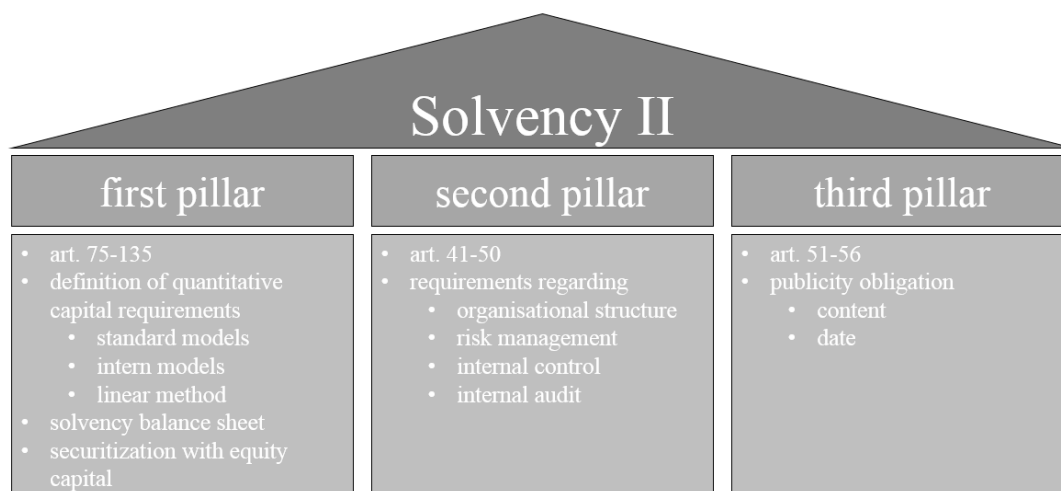 Solvency II
first pillar
• art. 75-135
• definition of quantitative
capital requirements
• standard models
• intern models
• linear method
• solvency balance sheet
• securitization with equity
capital
second pillar
• art. 41-50
• requirements regarding
• organisational structure
• risk management
• internal control
• internal audit
third pillar
• art. 51-56
• publicity obligation
• content
• date